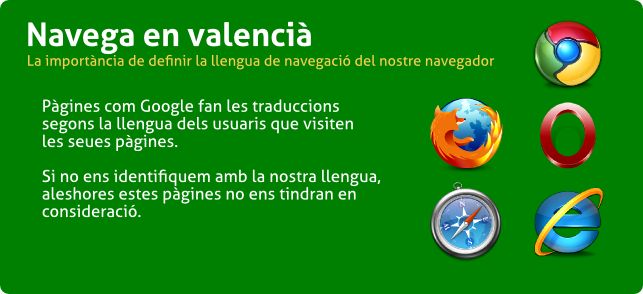 Navega en valencià
La importància de definir la llengua de navegació del nostre navegador
Pàgines com Google fan les traduccions
segons la llengua dels usuaris que visiten
les seues pàgines.
Si no ens identifiquem amb la nostra llengua,
aleshores estes pàgines no ens tindran en
consideració.